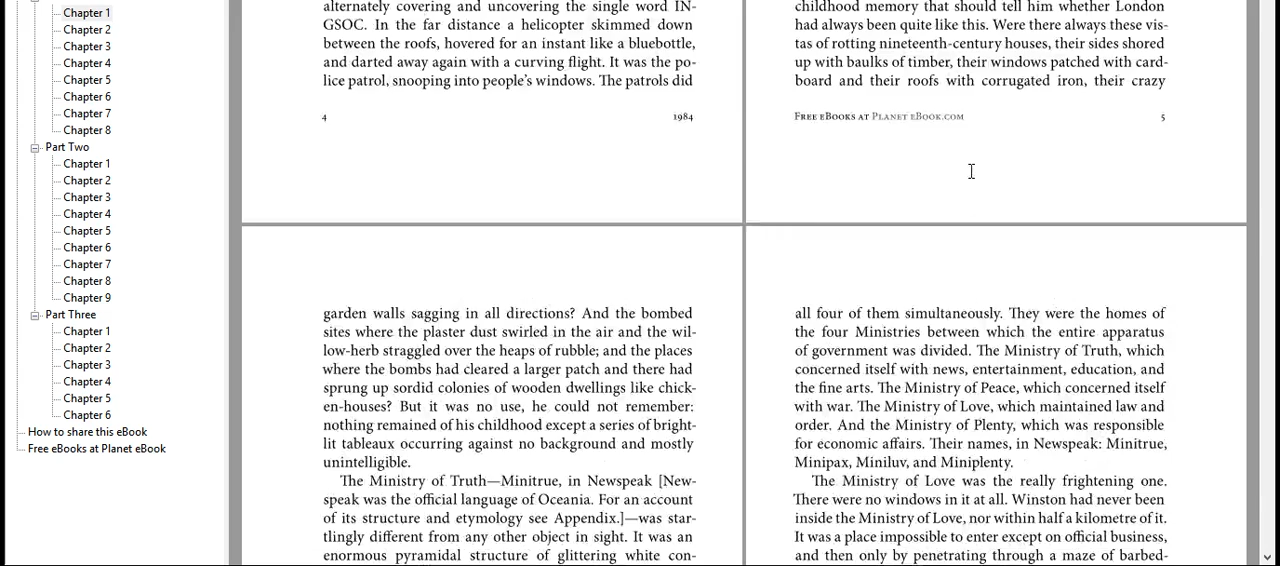 Chapter 1
Chapter 2
Chapter 3
Chapter 4
Chapter 5
Chapter 6
Chapter 7
Chapter 8
Part Two
Chapter 1
Chapter 2
Chapter 3
Chapter 4
Chapter 5
Chapter 6
Chapter 7
Chapter 8
Chapter 9
Part Three
Chapter 1
Chapter 2
Chapter 3
Chapter 4
Chapter 5
Chapter 6
How to share this eBook
Free eBooks at Planet eBook
alternately covering and uncovering the single word IN-
GSOC. In the far distance a helicopter skimmed down
between the roofs, hovered for an instant like a bluebottle,
and darted away again with a curving flight. It was the po-
lice patrol, snooping into people's windows. The patrols did
4 1984
childhood memory that should tell him whether London
had always been quite like this. Were there always these vis-
tas of rotting nineteenth-century houses, their sides shored
up with baulks of timber, their windows patched with card-
board and their roofs with corrugated iron, their crazy
Free eBooks at Planet eBook.com 5
garden walls sagging in all directions? And the bombed
sites where the plaster dust swirled in the air and the wil-
low-herb straggled over the heaps of rubble; and the places
where the bombs had cleared a larger patch and there had
sprung up sordid colonies of wooden dwellings like chick-
en-houses? But it was no use, he could not remember:
nothing remained of his childhood except a series of bright-
lit tableaux occurring against no background and mostly
unintelligible.
The Ministry of Truth—Minitrue, in Newspeak [New-
speak was the official language of Oceania. For an account
of its structure and etymology see Appendix.]—was star-
tlingly different from any other object in sight. It was an
enormous pyramidal structure of glittering white con-
all four of them simultaneously. They were the homes of
the four Ministries between which the entire apparatus
of government was divided. The Ministry of Truth, which
concerned itself with news, entertainment, education, and
the fine arts. The Ministry of Peace, which concerned itself
with war. The Ministry of Love, which maintained law and
order. And the Ministry of Plenty, which was responsible
for economic affairs. Their names, in Newspeak: Minitrue,
Minipax, Miniluv, and Miniplenty.
The Ministry of Love was the really frightening one.
There were no windows in it at all. Winston had never been
inside the Ministry of Love, nor within half a kilometre of it.
It was a place impossible to enter except on official business,
and then only by penetrating through a maze of barbed-